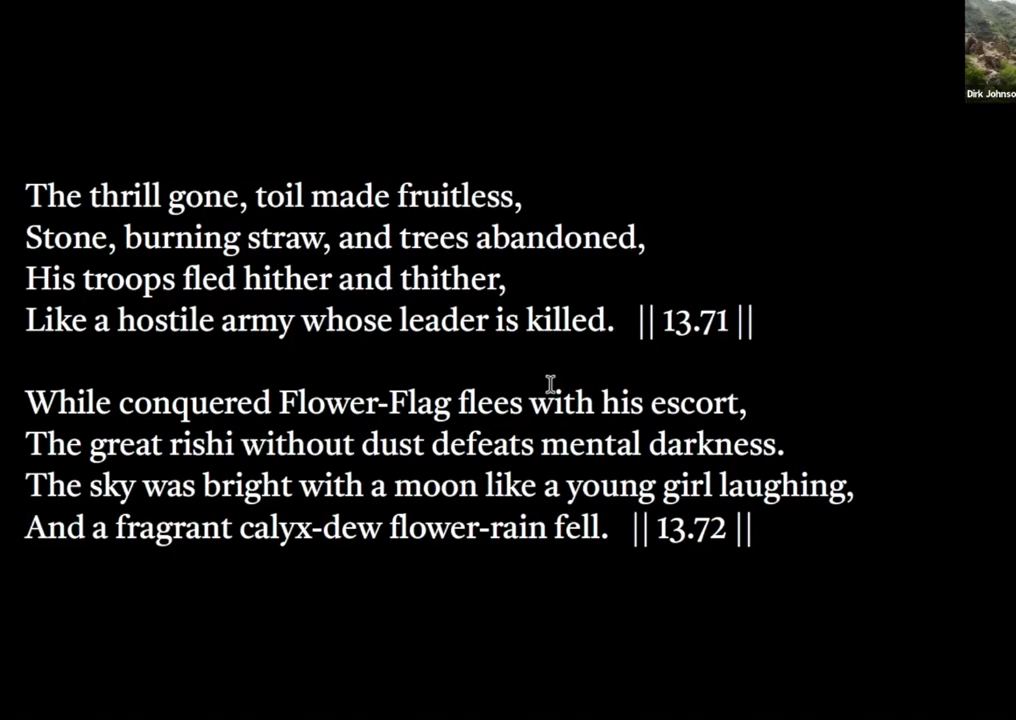 Dirk Johnso
The thrill gone, toil made fruitless,
Stone, burning straw, and trees abandoned,
His troops fled hither and thither,
Like a hostile army whose leader is killed. || 13.71 ||
While conquered Flower-Flag flees with his escort,
The great rishi without dust defeats mental darkness.
The sky was bright with a moon like a young girl laughing,
And a fragrant calyx-dew flower-rain fell. || 13.72 ||